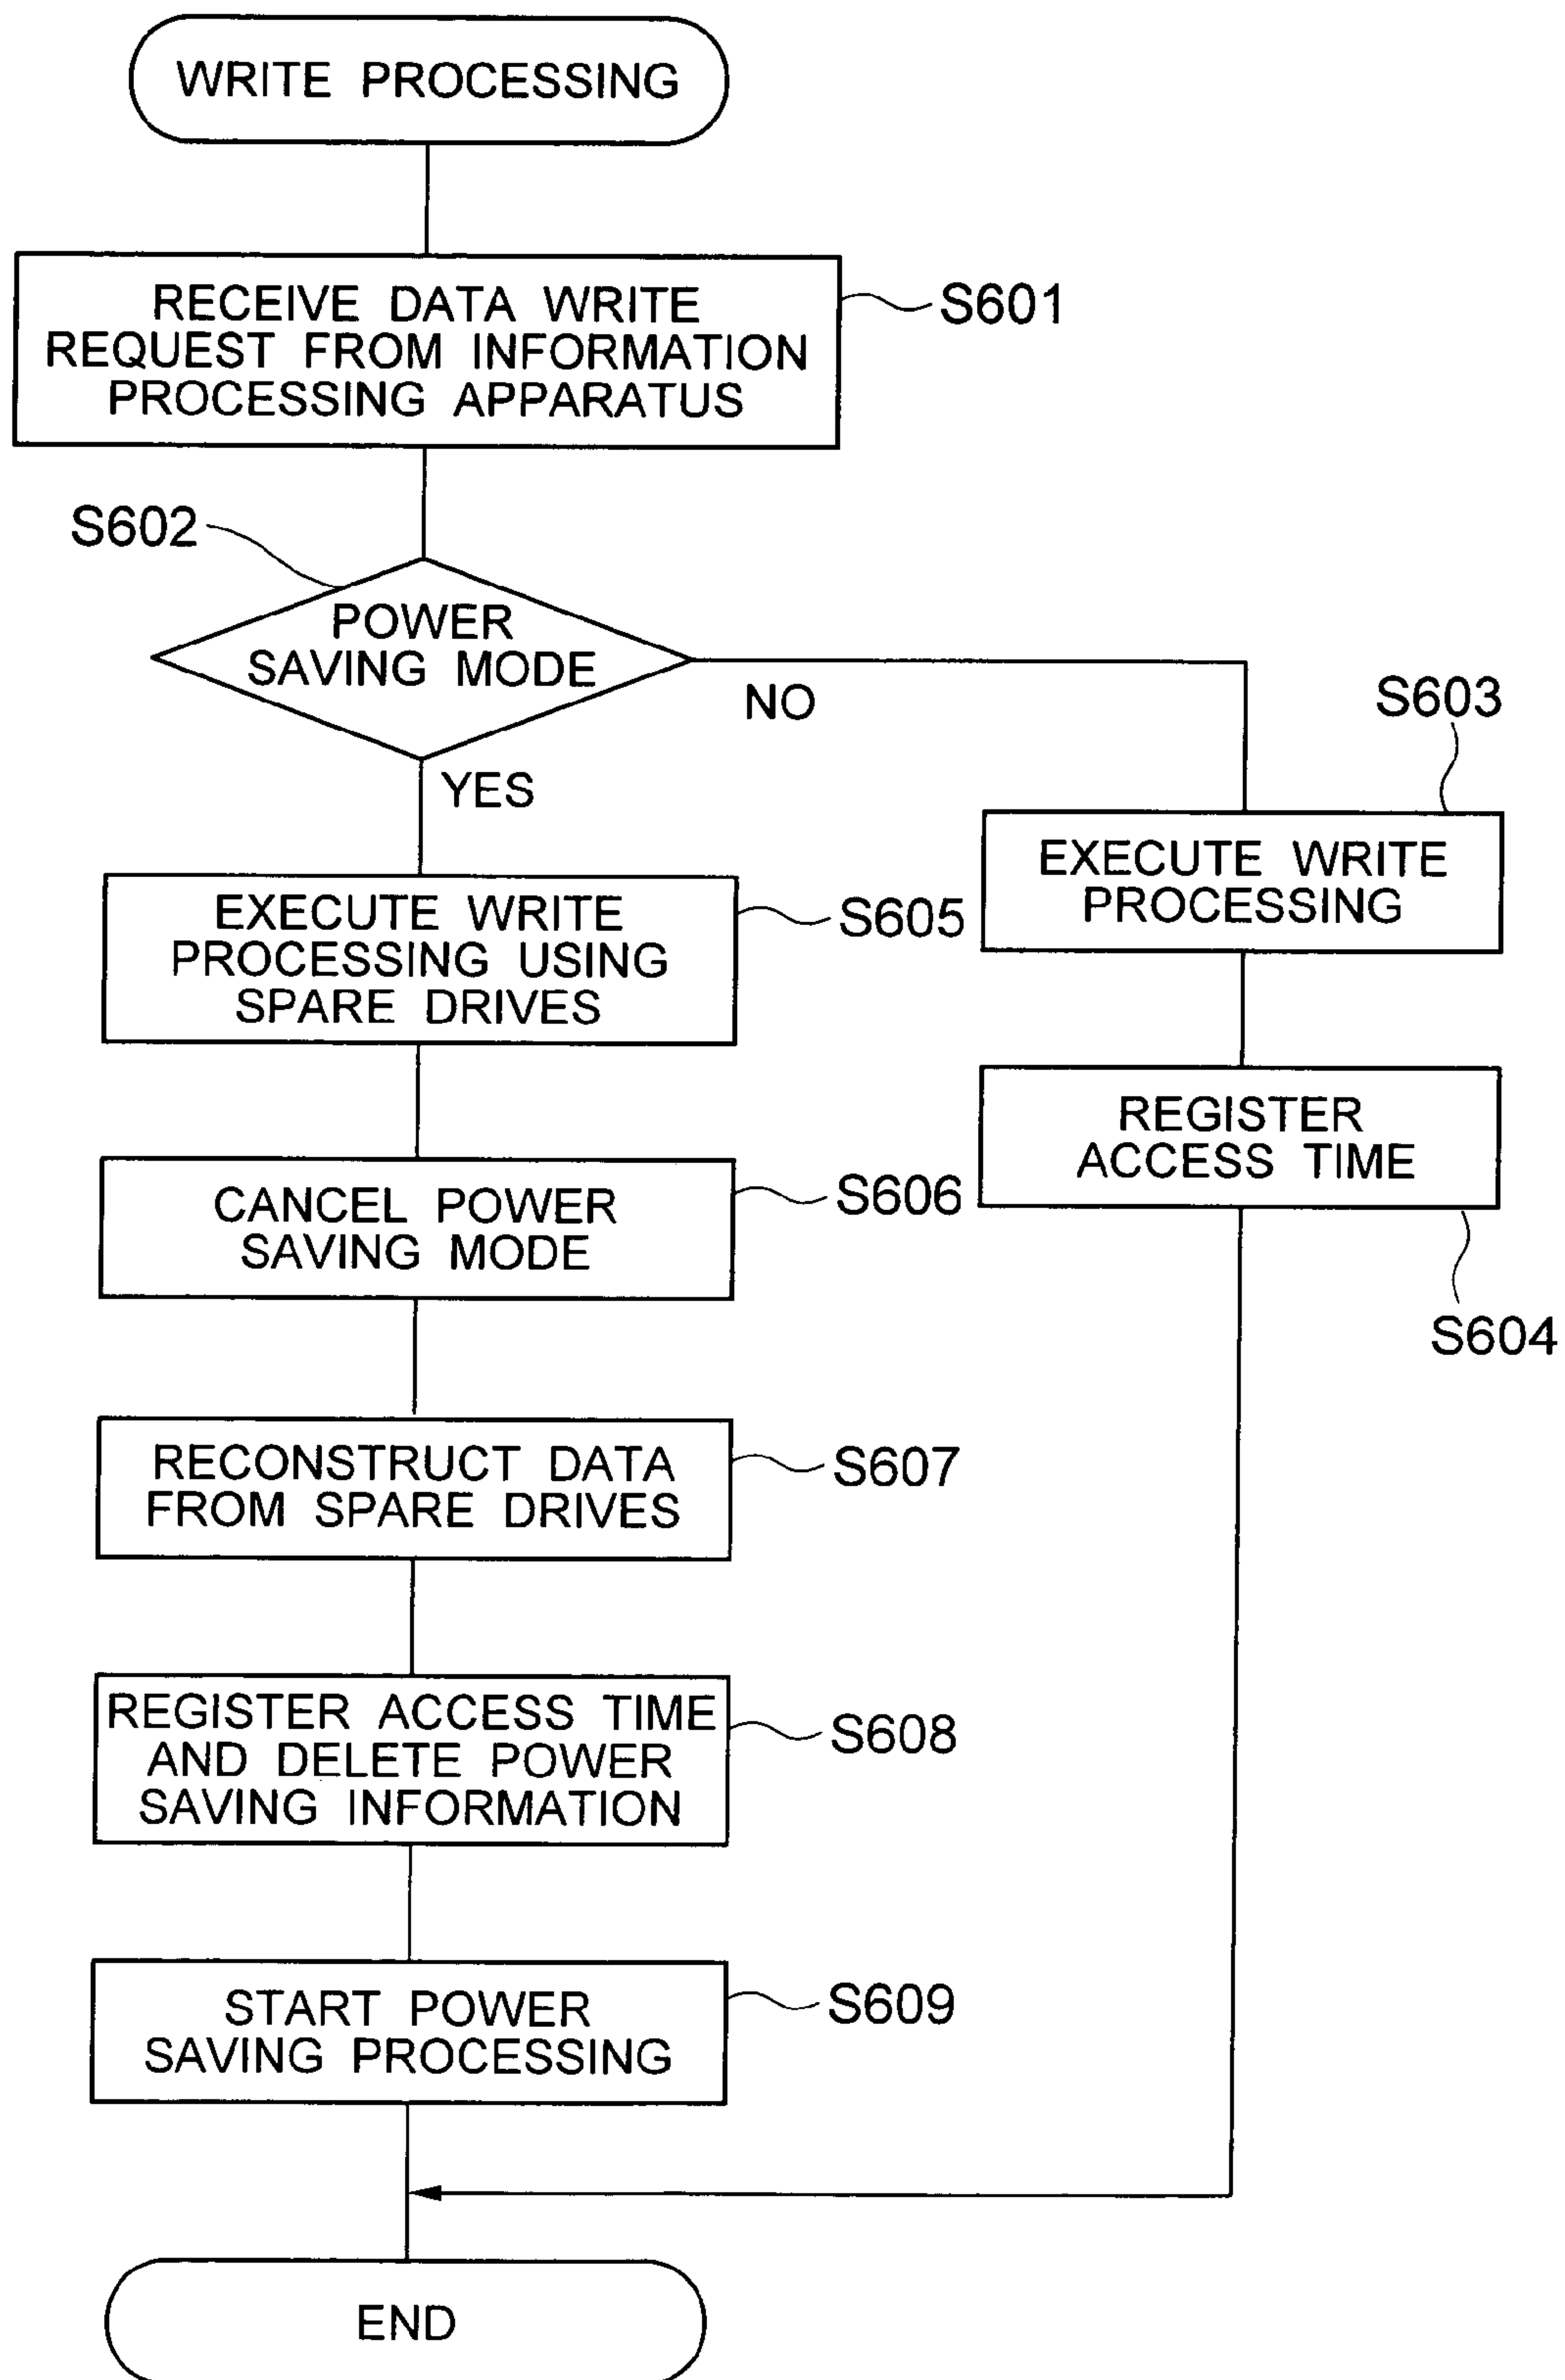 WRITE PROCESSING
RECEIVE DATA WRITE
REQUEST FROM INFORMATION
PROCESSING APPARATUS
S601
S602
POWER
SAVING MODE
NO
YES
S603
EXECUTE WRITE
PROCESSING
EXECUTE WRITE
PROCESSING USING
SPARE DRIVES
S605
REGISTER
ACCESS TIME
S604
CANCEL POWER
SAVING MODE
S606
RECONSTRUCT DATA
FROM SPARE DRIVES
S607
REGISTER ACCESS TIME
AND DELETE POWER
SAVING INFORMATION
S608
START POWER
SAVING PROCESSING
S609
END